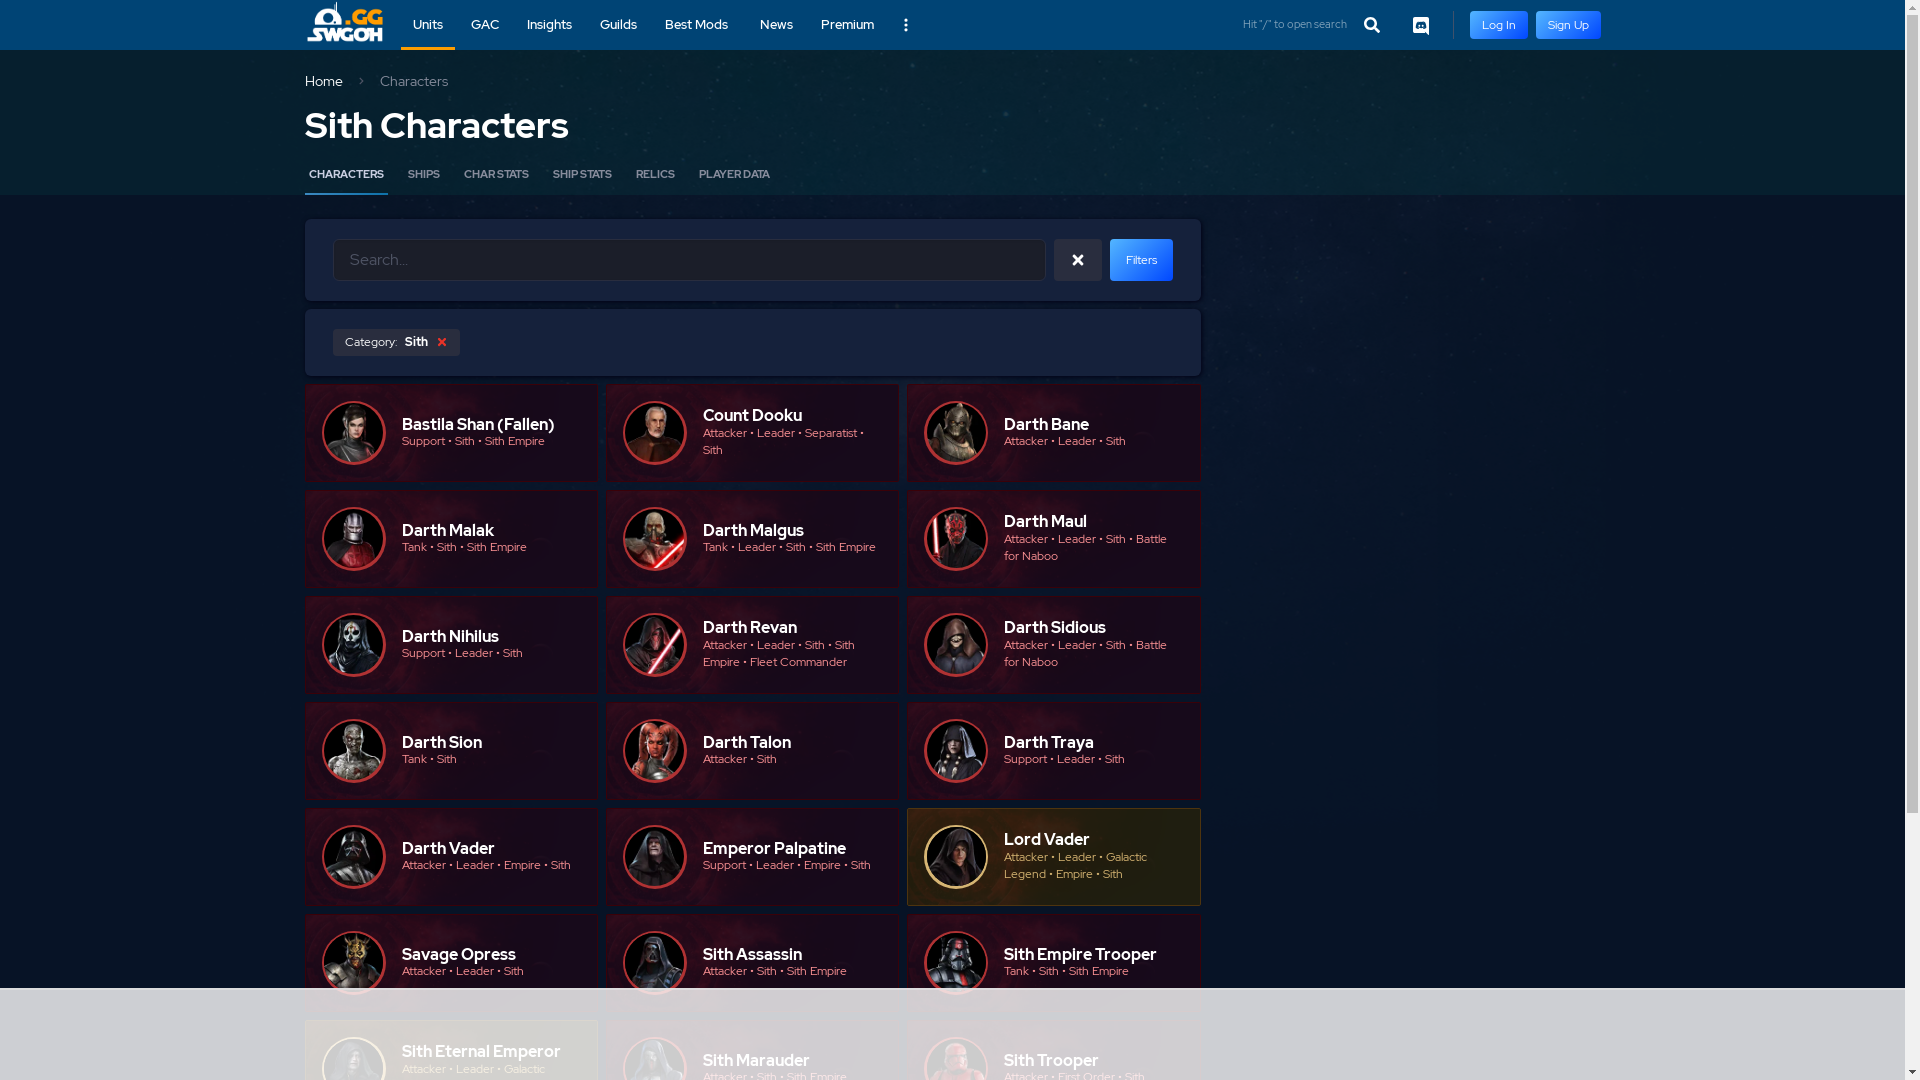 .GG
SWGOH
Units
GAC
Insights
Guilds
Best Mods
News
Premium
Hit "/" to open search
Log In
Sign Up
Home
Characters
Sith Characters
CHARACTERS
SHIPS
CHAR STATS
SHIP STATS
RELICS
PLAYER DATA
Search...
Filters
Category: Sith
Bastila Shan (Fallen)
Support • Sith • Sith Empire
Count Dooku
Attacker • Leader • Separatist •
Sith
Darth Bane
Attacker • Leader • Sith
Darth Malak
Tank • Sith • Sith Empire
Darth Malgus
Tank • Leader • Sith • Sith Empire
Darth Maul
Attacker • Leader • Sith • Battle
for Naboo
Darth Nihilus
Support • Leader • Sith
Darth Revan
Attacker • Leader • Sith • Sith
Empire • Fleet Commander
Darth Sidious
Attacker • Leader • Sith • Battle
for Naboo
Darth Sion
Tank • Sith
Darth Talon
Attacker • Sith
Darth Traya
Support • Leader • Sith
Darth Vader
Attacker • Leader • Empire • Sith
Emperor Palpatine
Support • Leader • Empire • Sith
Lord Vader
Attacker • Leader • Galactic
Legend • Empire • Sith
Savage Opress
Attacker • Leader • Sith
Sith Assassin
Attacker • Sith • Sith Empire
Sith Empire Trooper
Tank • Sith • Sith Empire
Sith Eternal Emperor
Attacker • Leader • Galactic
Sith Marauder
Attacker • Sith • Sith Empire
Sith Trooper
Attacker • First Order • Sith